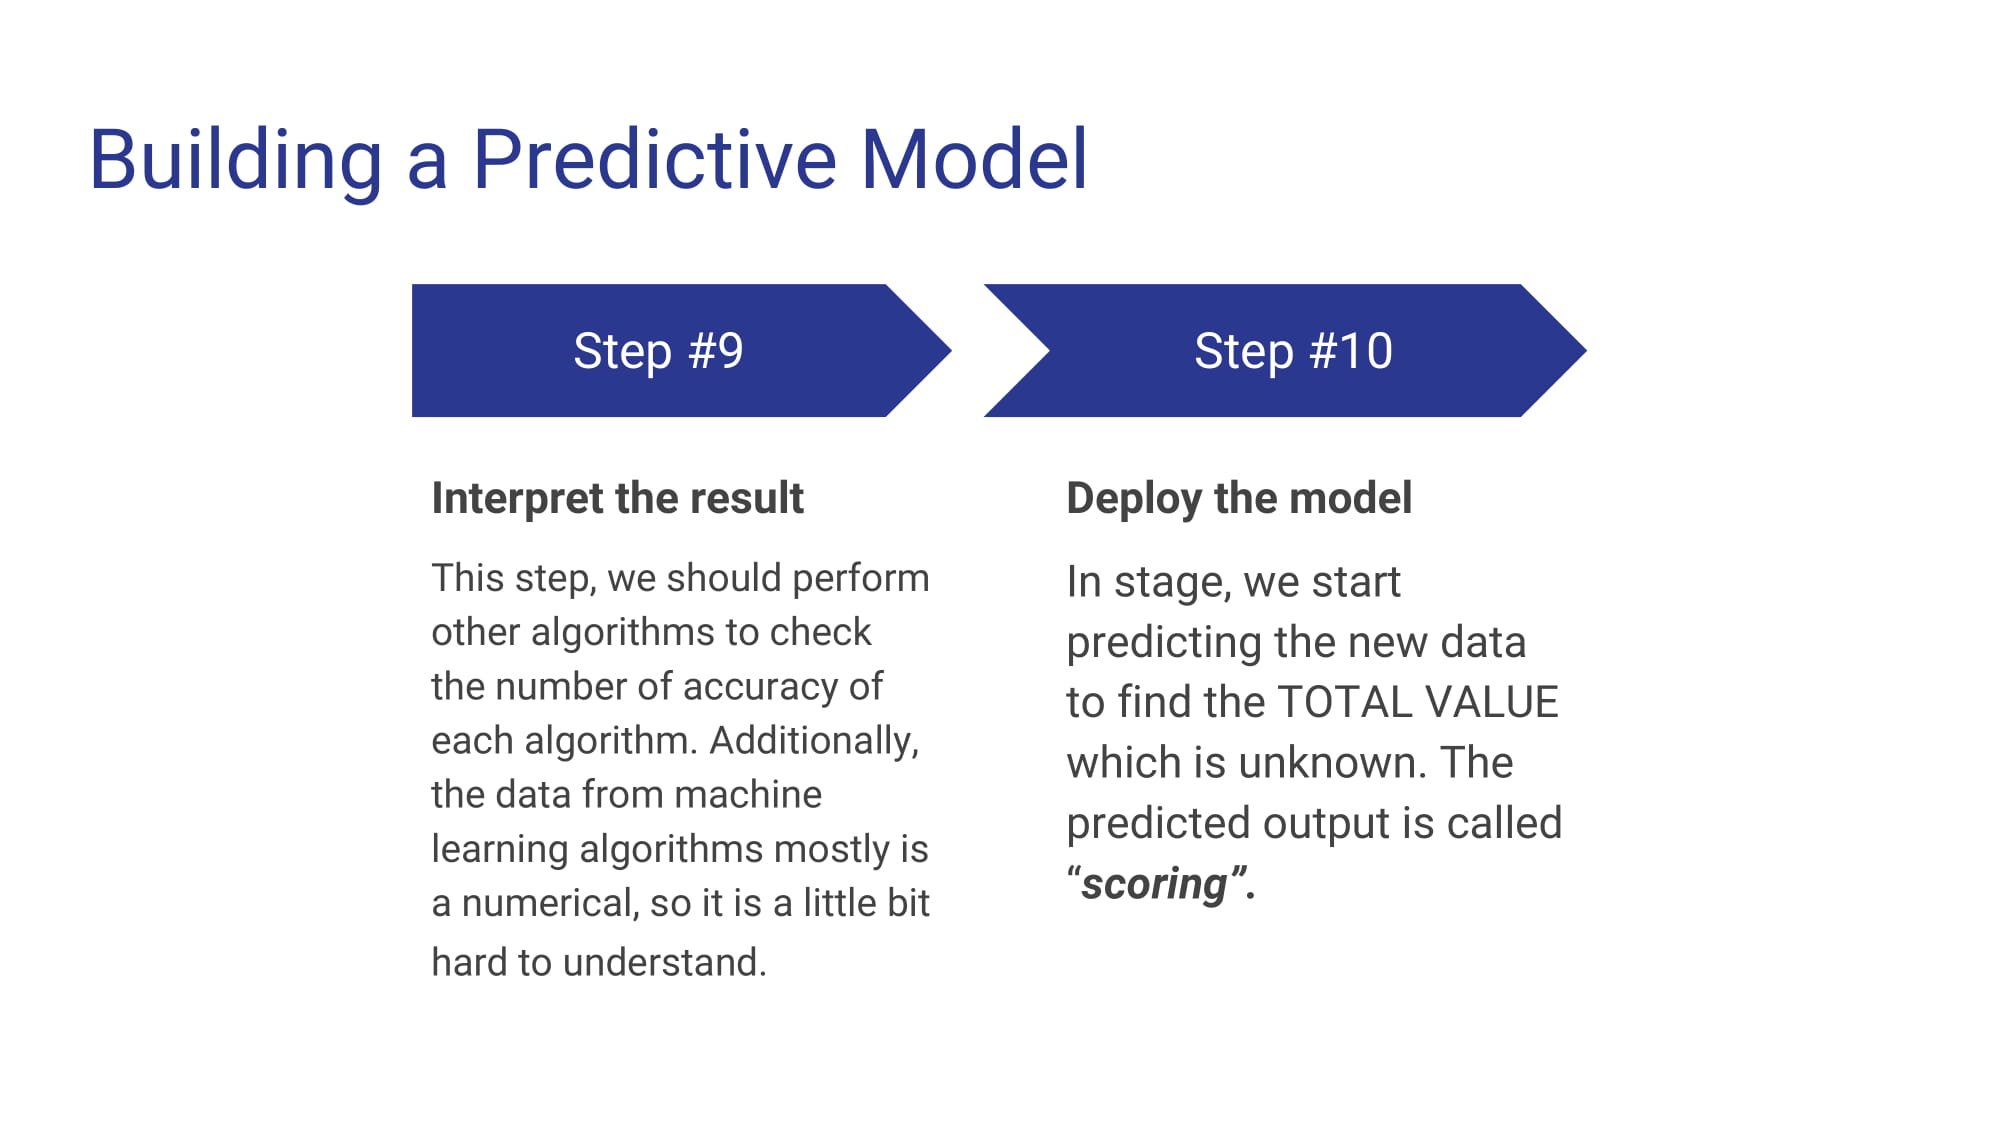 Building a Predictive Model
Step #9
Interpret the result
This step, we should perform
other algorithms to check
the number of accuracy of
each algorithm. Additionally,
the data from machine
learning algorithms mostly is
a numerical, so it is a little bit
hard to understand.
Step #10
Deploy the model
In stage, we start
predicting the new data
to find the TOTAL VALUE
which is unknown. The
predicted output is called
“scoring”.